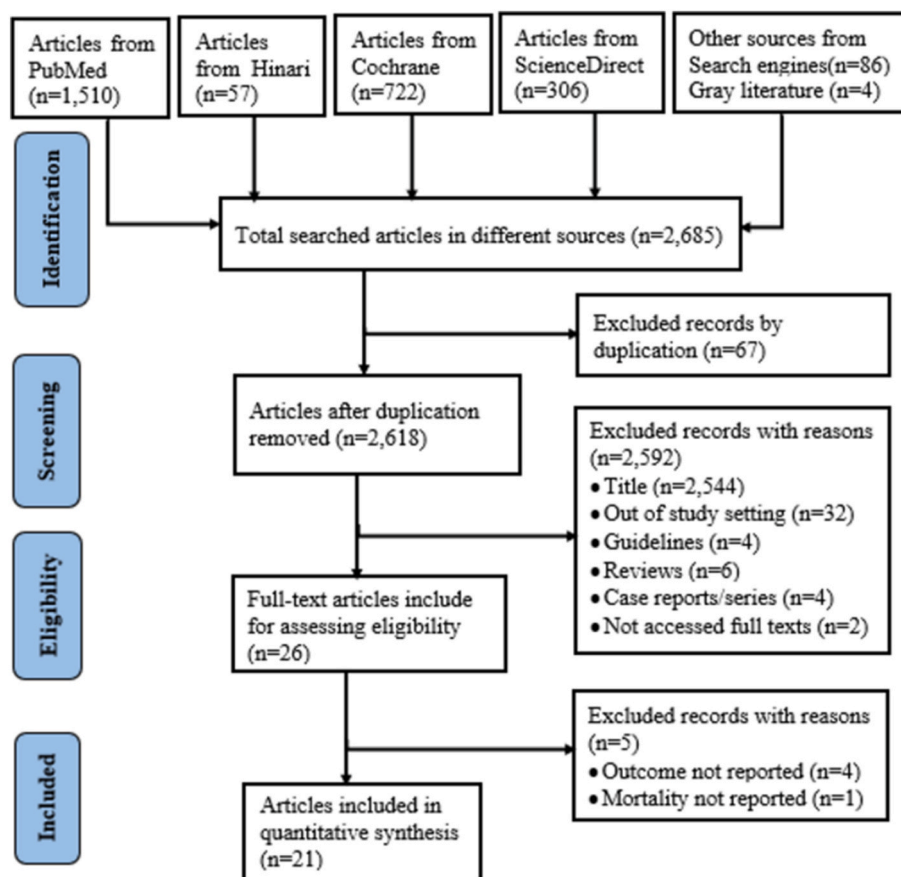 Articles from
PubMed
(n=1,510)
Articles
from Hinari
(n=57)
Articles from
Cochrane
(n=722)
Articles from
ScienceDirect
(n=306)
Other sources from
Search engines(n=86)
Gray literature (n=4)
Identification
Total searched articles in different sources (n=2,685)
Excluded records by
duplication (n=67)
Screening
Articles after duplication
removed (n=2,618)
Excluded records with reasons
(n=2,592)
• Title (n=2,544)
• Out of study setting (n=32)
• Guidelines (n=4)
• Reviews (n=6)
• Case reports/series (n=4)
• Not accessed full texts (n=2)
Eligibility
Full-text articles include
for assessing eligibility
(n=26)
Excluded records with reasons
(n=5)
• Outcome not reported (n=4)
• Mortality not reported (n=1)
Included
Articles included in
quantitative synthesis
(n=21)